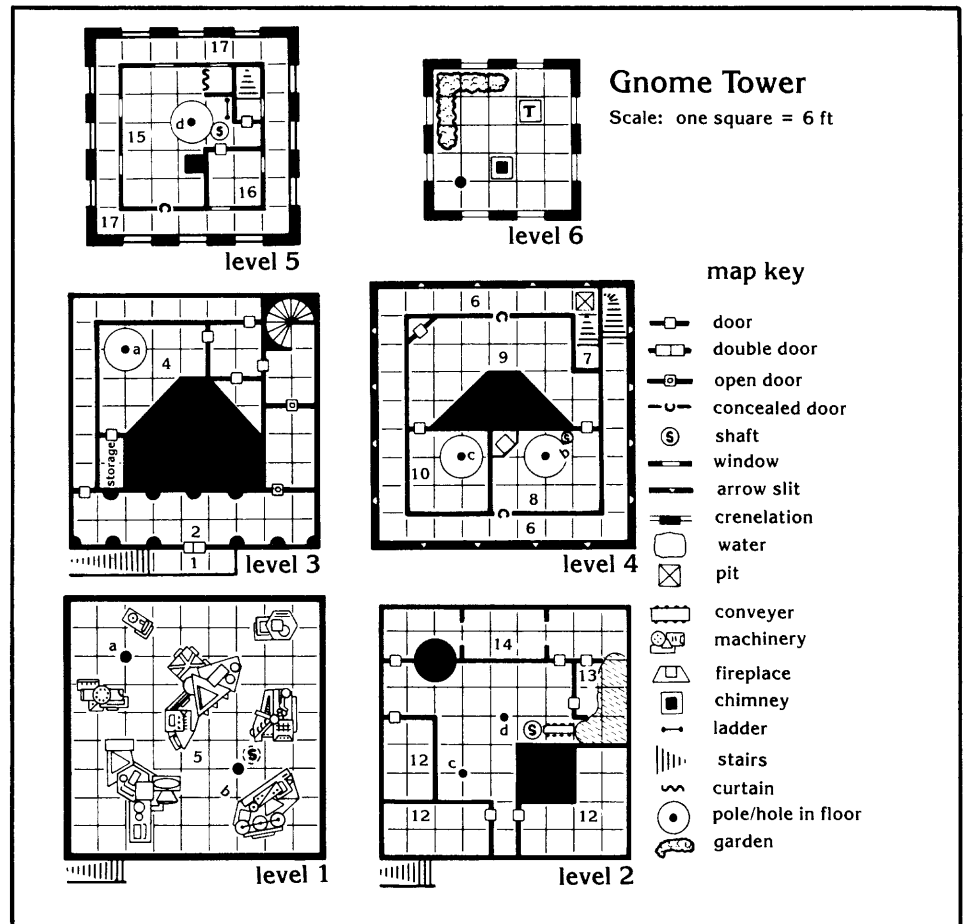 Gnome Tower
Scale: one square = 6 ft
17
15
d
S
16
17
level 5
T
level 6
a
4
storage
2
1
level 3
6
7
9
10
c
S
b
8
6
level 4
a
5
S
6
level 1
14
13
d
S
12
c
12
12
level 2
map key
door
double door
open door
concealed door
S
shaft
window
arrow slit
crenelation
water
pit
conveyer
machinery
fireplace
chimney
ladder
stairs
curtain
pole/hole in floor
garden